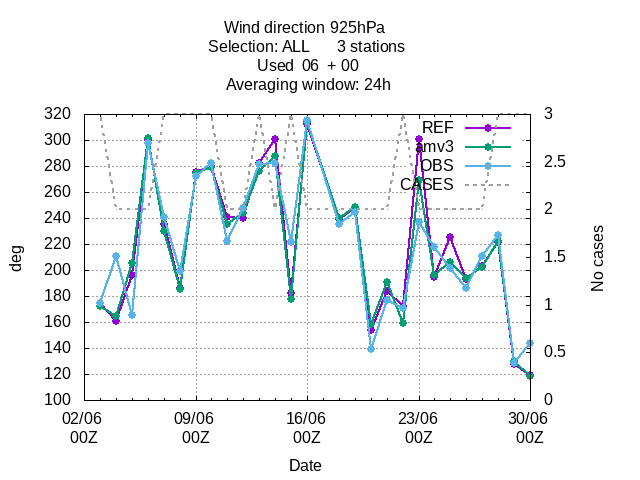 Wind direction 925hPa
Selection: ALL 3 stations
Used 06 + 00
Averaging window: 24h
320
300
280
260
240
220
200
180
160
140
120
100
deg
3
2.5
2
1.5
1
0.5
0
No cases
REF
amv3
OBS
CASES
02/06 09/06 16/06 23/06 30/06
00Z 00Z 00Z 00Z 00Z
Date